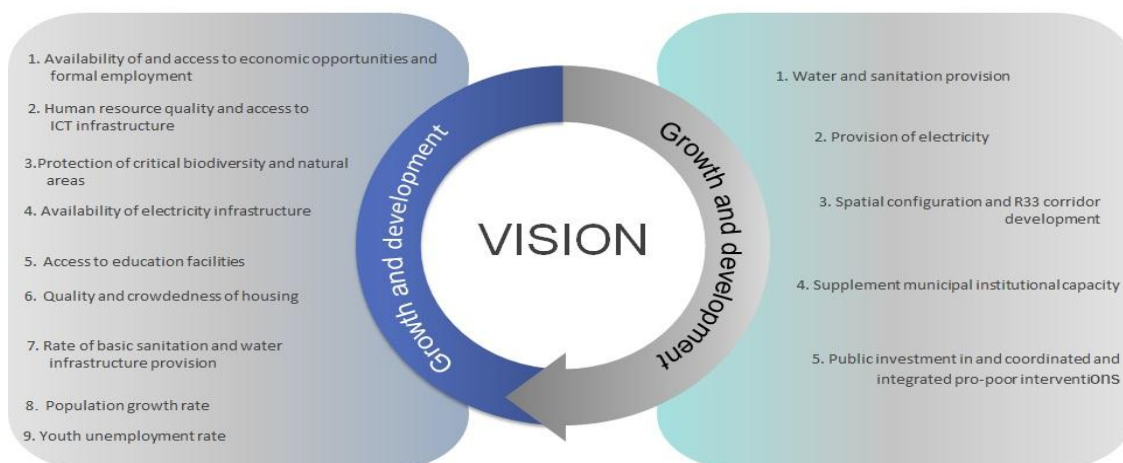 1. Availability of and access to economic opportunities and
formal employment
2. Human resource quality and access to
ICT infrastructure
3.Protection of critical biodiversity and natural
areas
4. Availability of electricity infrastructure
5. Access to education facilities
6. Quality and crowdedness of housing
7. Rate of basic sanitation and water
infrastructure provision
8. Population growth rate
9. Youth unemployment rate
Growth and development
VISION
Growth and development
1. Water and sanitation provision
2. Provision of electricity
3. Spatial configuration and R33 corridor
development
4. Supplement municipal institutional capacity
5. Public investment in and coordinated and
integrated pro-poor interventions